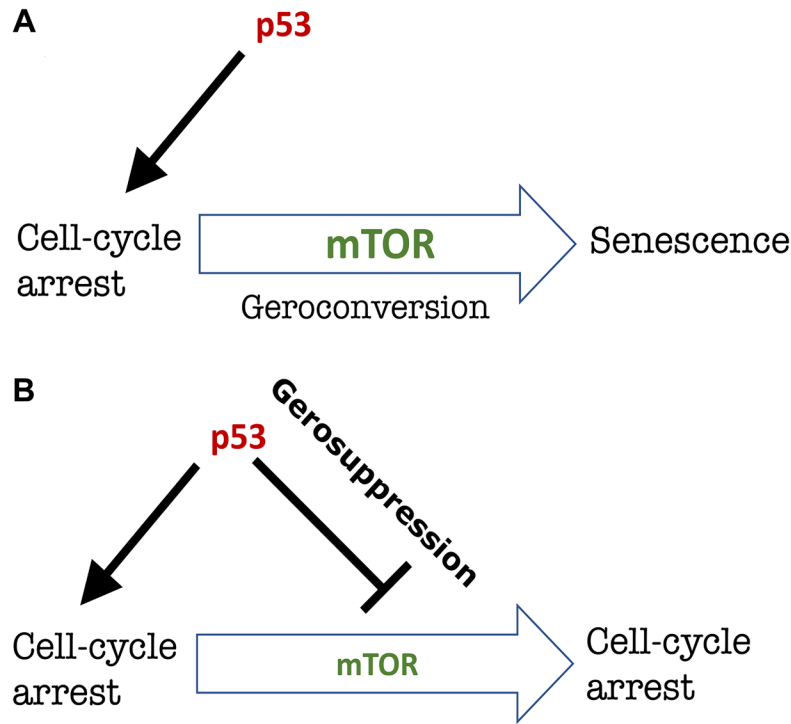 A
p53
Cell-cycle
arrest
mTOR
Senescence
Geroconversion
B
p53
Gerosuppression
Cell-cycle
arrest
mTOR
Cell-cycle
arrest